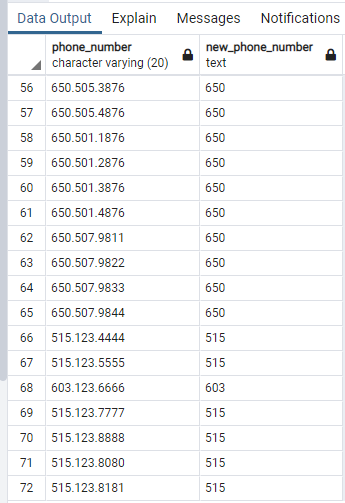 Data Output Explain Messages Notifications
phone_number new_phone_number
character varying (20) text
56 650.505.3876 650
57 650.505.4876 650
58 650.501.1876 650
59 650.501.2876 650
60 650.501.3876 650
61 650.501.4876 650
62 650.507.9811 650
63 650.507.9822 650
64 650.507.9833 650
65 650.507.9844 650
66 515.123.4444 515
67 515.123.5555 515
68 603.123.6666 603
69 515.123.7777 515
70 515.123.8888 515
71 515.123.8080 515
72 515.123.8181 515